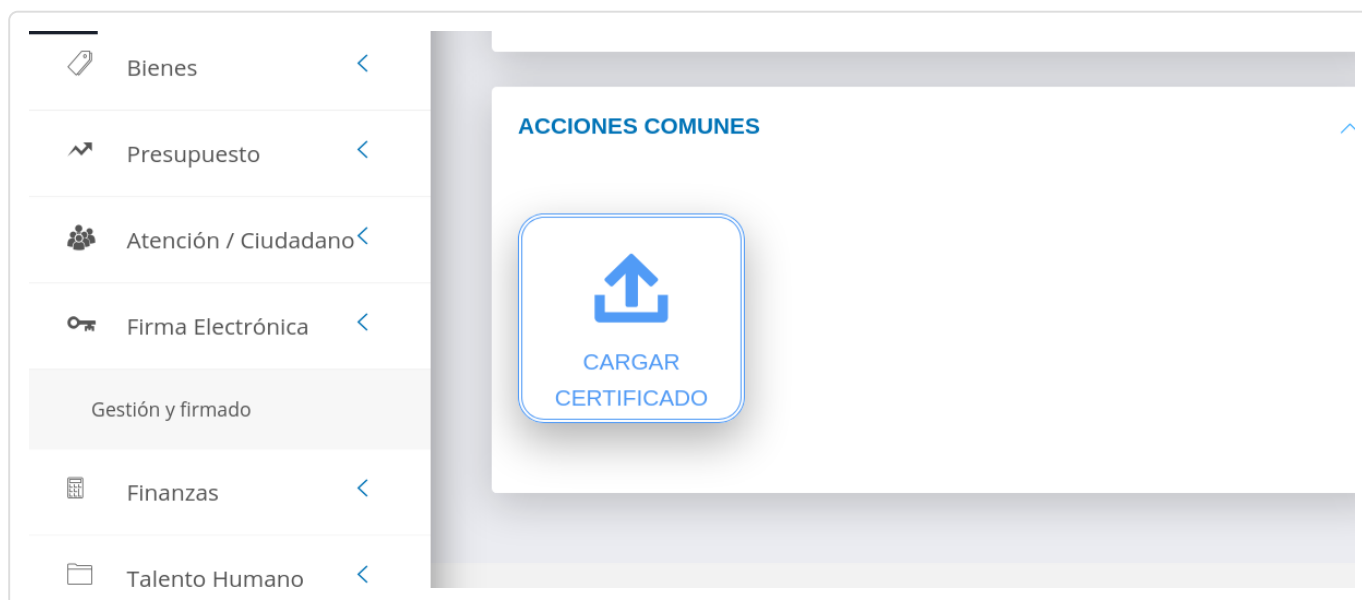 Bienes
Presupuesto
Atención / Ciudadano
Firma Electrónica
Gestión y firmado
Finanzas
Talento Humano
ACCIONES COMUNES
CARGAR
CERTIFICADO